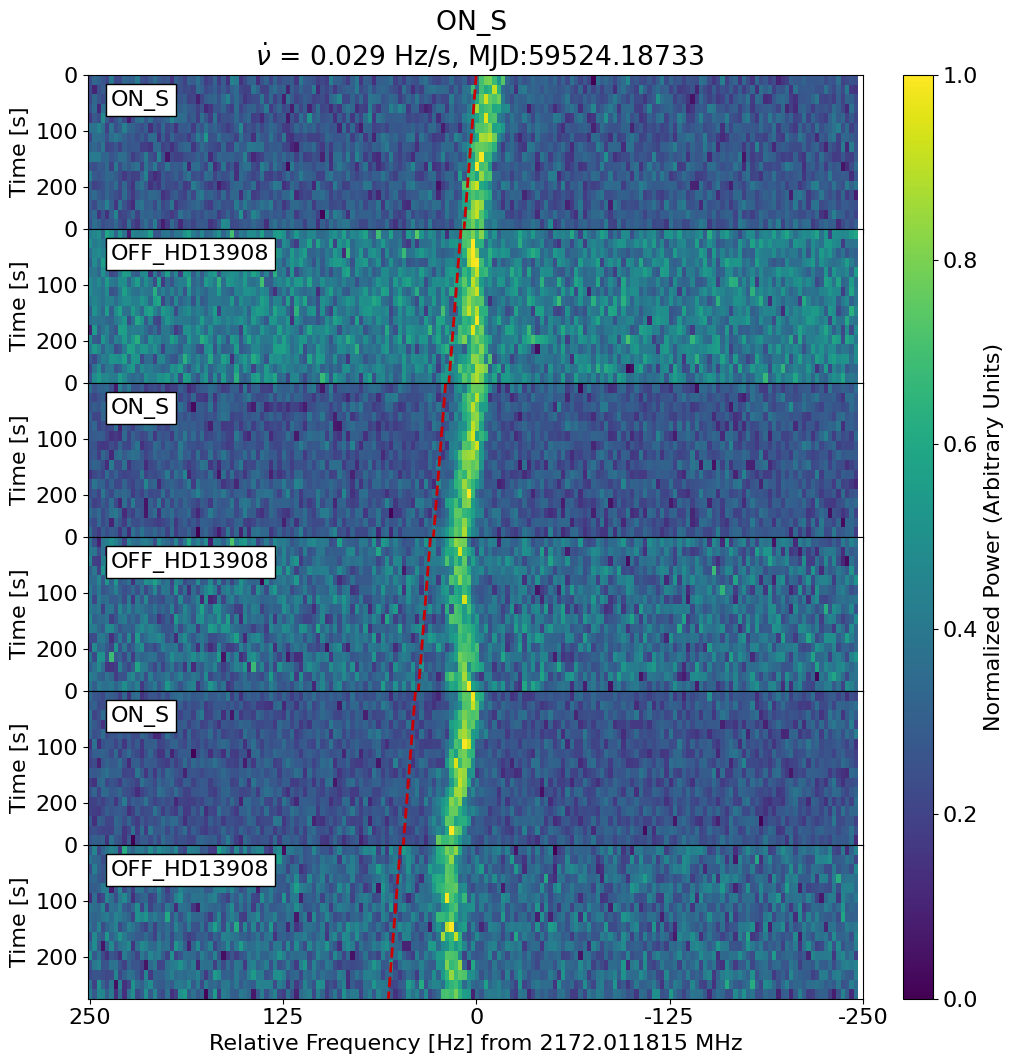 ON_S
ν̇ = 0.029 Hz/s, MJD:59524.18733
0
100
200
Time [s]
ON_S
0
100
200
Time [s]
OFF_HD13908
0
100
200
Time [s]
ON_S
0
100
200
Time [s]
OFF_HD13908
0
100
200
Time [s]
ON_S
0
100
200
Time [s]
OFF_HD13908
250 125 0 -125 -250
Relative Frequency [Hz] from 2172.011815 MHz
1.0
0.8
0.6
0.4
0.2
0.0
Normalized Power (Arbitrary Units)